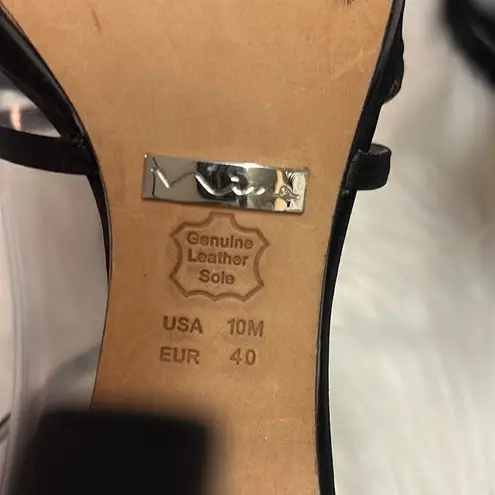 Genuine
Leather
Sole
USA 10M
EUR 40